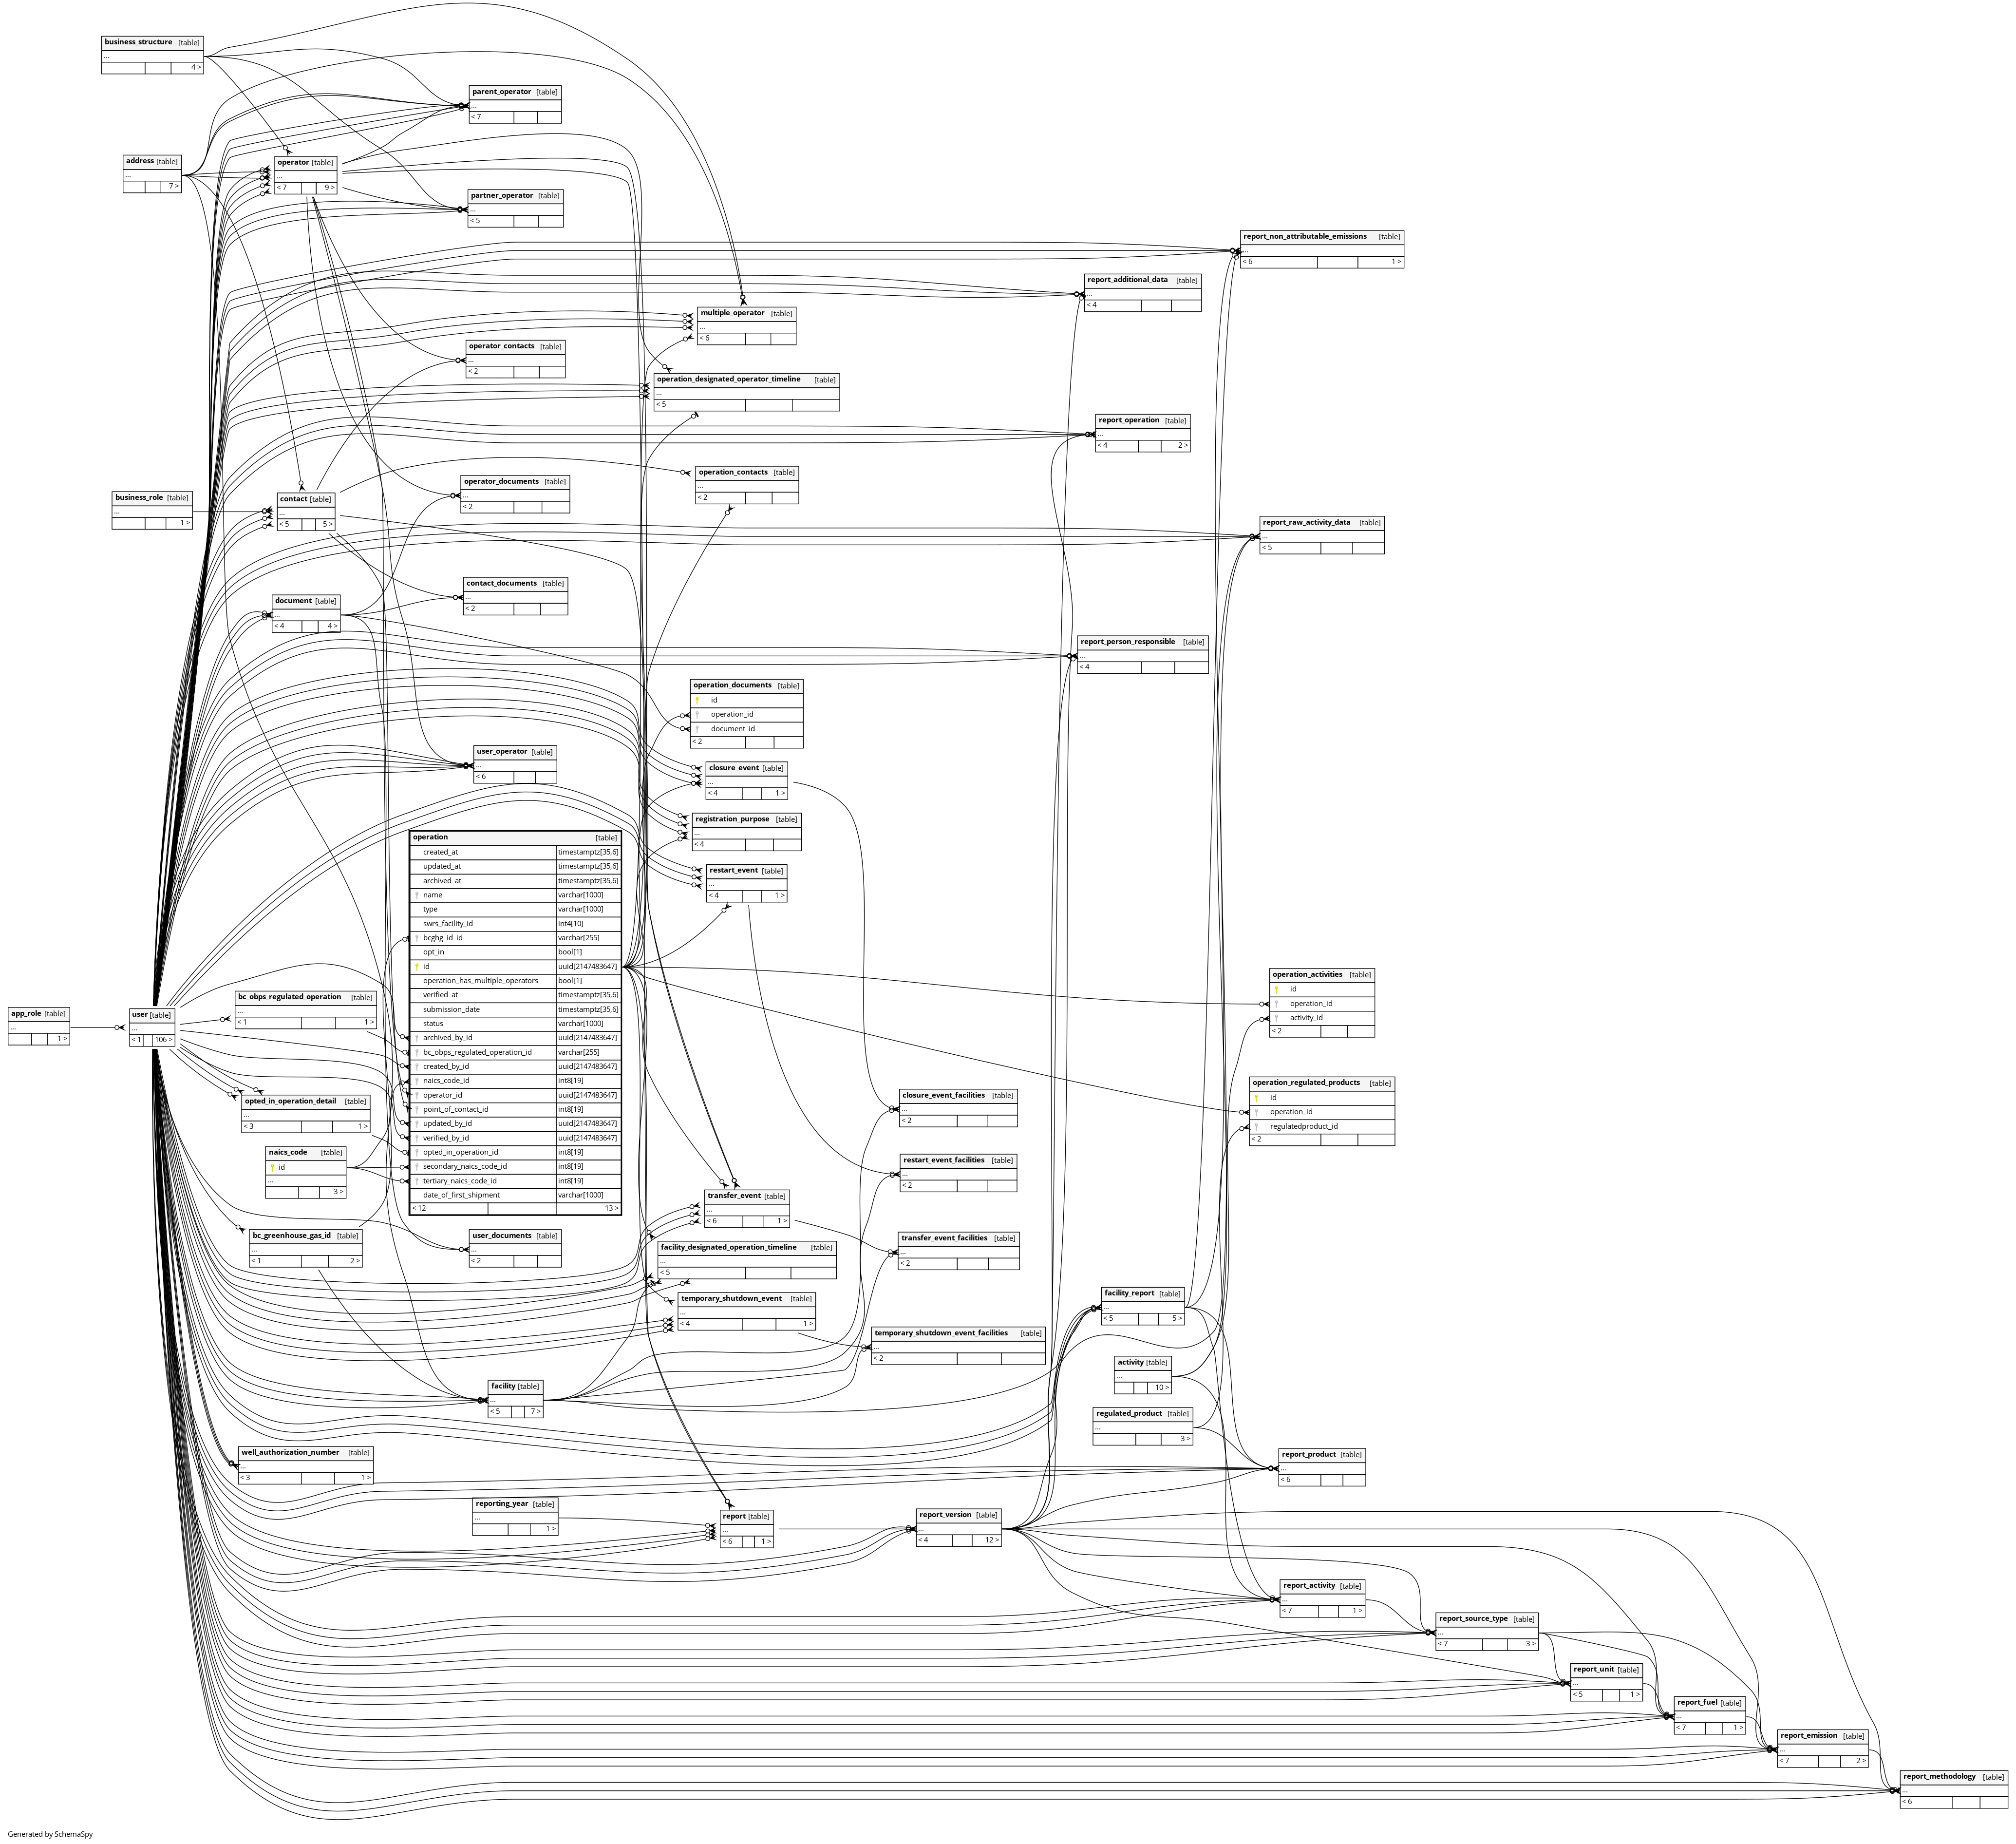 business_structure [table]
...
4 >
parent_operator [table]
...
< 7
address [table]
...
7 >
operator [table]
...
< 7 9 >
partner_operator [table]
...
< 5
report_non_attributable_emissions [table]
...
< 6 1 >
report_additional_data [table]
...
< 4
multiple_operator [table]
...
< 6
operator_contacts [table]
...
< 2
operation_designated_operator_timeline [table]
...
< 5
report_operation [table]
...
< 4 2 >
operation_contacts [table]
...
< 2
operator_documents [table]
...
< 2
business_role [table]
...
1 >
contact [table]
...
< 5 5 >
report_raw_activity_data [table]
...
< 5
contact_documents [table]
...
< 2
document [table]
...
< 4 4 >
report_person_responsible [table]
...
< 4
operation_documents [table]
id
operation_id
document_id
< 2
user_operator [table]
...
< 6
closure_event [table]
...
< 4 1 >
registration_purpose [table]
...
< 4
restart_event [table]
...
< 4 1 >
operation [table]
created_at timestamptz[35,6]
updated_at timestamptz[35,6]
archived_at timestamptz[35,6]
name varchar[1000]
type varchar[1000]
swrs_facility_id int4[10]
bcghg_id_id varchar[255]
opt_in bool[1]
id uuid[2147483647]
operation_has_multiple_operators bool[1]
verified_at timestamptz[35,6]
submission_date timestamptz[35,6]
status varchar[1000]
archived_by_id uuid[2147483647]
bc_obps_regulated_operation_id varchar[255]
created_by_id uuid[2147483647]
naics_code_id int8[19]
operator_id uuid[2147483647]
point_of_contact_id int8[19]
updated_by_id uuid[2147483647]
verified_by_id uuid[2147483647]
opted_in_operation_id int8[19]
secondary_naics_code_id int8[19]
tertiary_naics_code_id int8[19]
date_of_first_shipment varchar[1000]
< 12 13 >
operation_activities [table]
id
operation_id
activity_id
< 2
bc_obps_regulated_operation [table]
...
< 1 1 >
app_role [table]
...
1 >
user [table]
...
< 1 106 >
operation_regulated_products [table]
id
operation_id
regulatedproduct_id
< 2
opted_in_operation_detail [table]
...
< 3 1 >
closure_event_facilities [table]
...
< 2
naics_code [table]
id
...
3 >
restart_event_facilities [table]
...
< 2
transfer_event [table]
...
< 6 1 >
bc_greenhouse_gas_id [table]
...
< 1 2 >
user_documents [table]
...
< 2
transfer_event_facilities [table]
...
< 2
facility_designated_operation_timeline [table]
...
< 5
temporary_shutdown_event [table]
...
< 4 1 >
facility_report [table]
...
< 5 5 >
temporary_shutdown_event_facilities [table]
...
< 2
activity [table]
...
10 >
facility [table]
...
< 5 7 >
regulated_product [table]
...
3 >
well_authorization_number [table]
...
< 3 1 >
report_product [table]
...
< 6
reporting_year [table]
...
1 >
report [table]
...
< 6 1 >
report_version [table]
...
< 4 12 >
report_activity [table]
...
< 7 1 >
report_source_type [table]
...
< 7 3 >
report_unit [table]
...
< 5 1 >
report_fuel [table]
...
< 7 1 >
report_emission [table]
...
< 7 2 >
report_methodology [table]
...
< 6
Generated by SchemaSpy